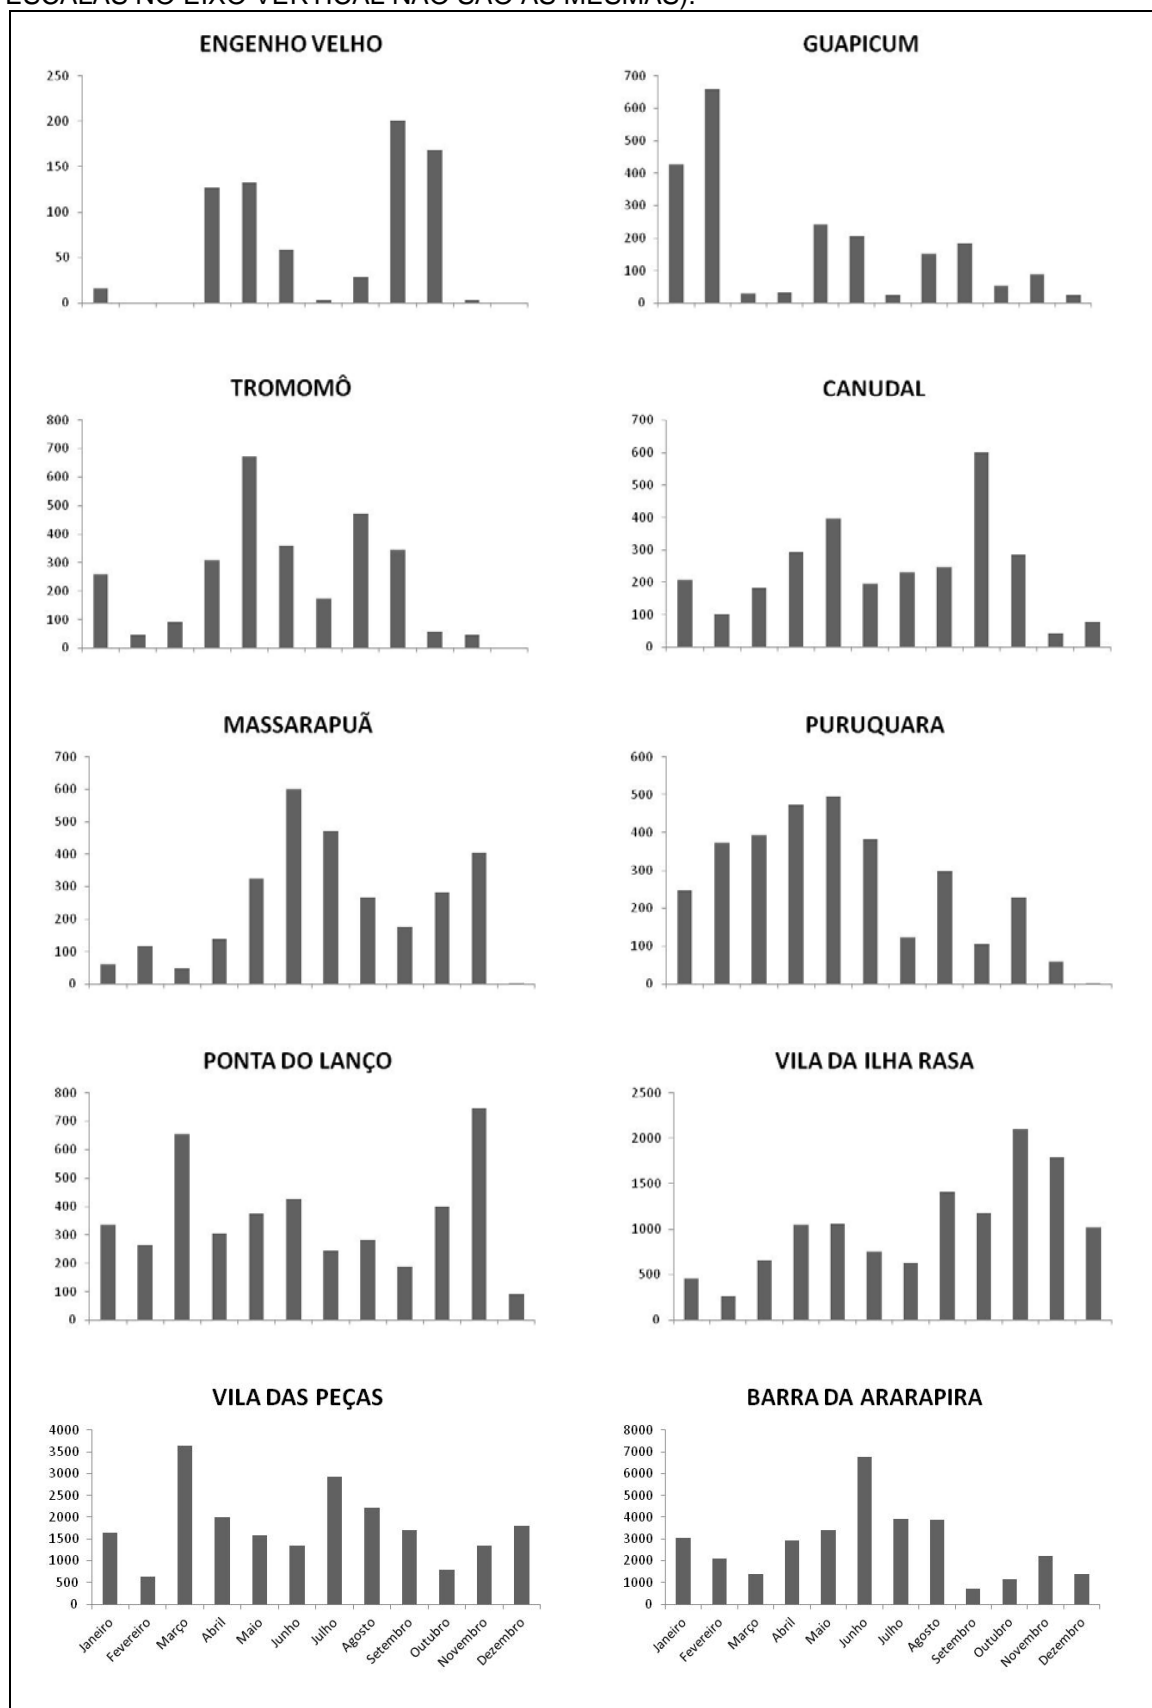 ESCALAS NO EIXO VERTICAL NÃO SÃO AS MESMAS).
ENGENHO VELHO
250
200
150
100
50
0
GUAPICUM
700
600
500
400
300
200
100
0
TROMOMÔ
800
700
600
500
400
300
200
100
0
CANUDAL
700
600
500
400
300
200
100
0
MASSARAPUÃ
700
600
500
400
300
200
100
0
PURUQUARA
600
500
400
300
200
100
0
PONTA DO LANÇO
800
700
600
500
400
300
200
100
0
VILA DA ILHA RASA
2500
2000
1500
1000
500
0
VILA DAS PEÇAS
4000
3500
3000
2500
2000
1500
1000
500
0
Janeiro
Fevereiro
Março
Abril
Maio
Junho
Julho
Agosto
Setembro
Outubro
Novembro
Dezembro
BARRA DA ARARAPIRA
8000
7000
6000
5000
4000
3000
2000
1000
0
Janeiro
Fevereiro
Março
Abril
Maio
Junho
Julho
Agosto
Setembro
Outubro
Novembro
Dezembro